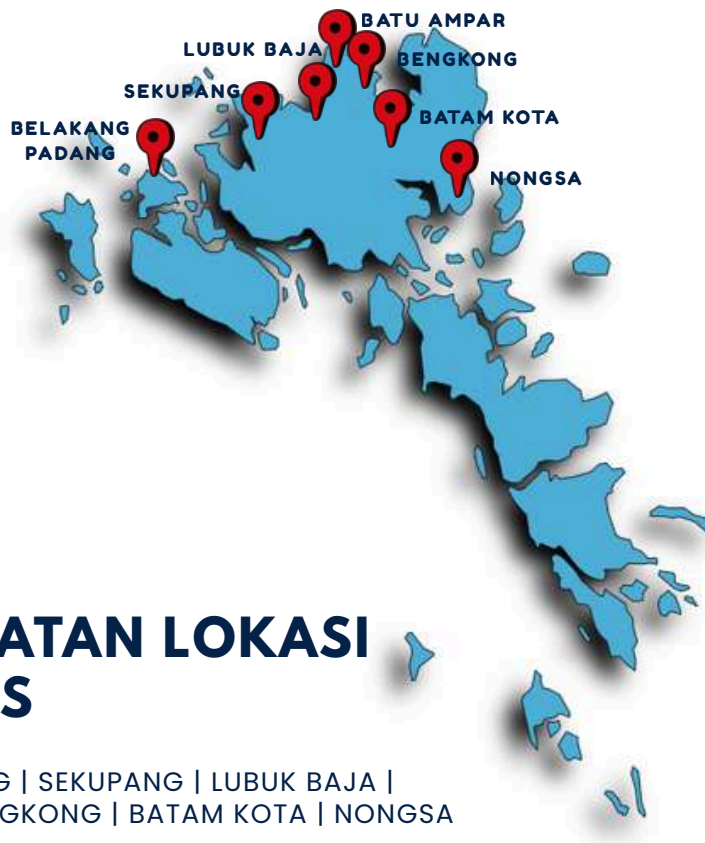 BATU AMPAR
LUBUK BAJA
BENGKONG
SEKUPANG
BATAM KOTA
BELAKANG
PADANG
NONGSA
ATAN LOKASI
S
G | SEKUPANG | LUBUK BAJA |
GKONG | BATAM KOTA | NONGSA